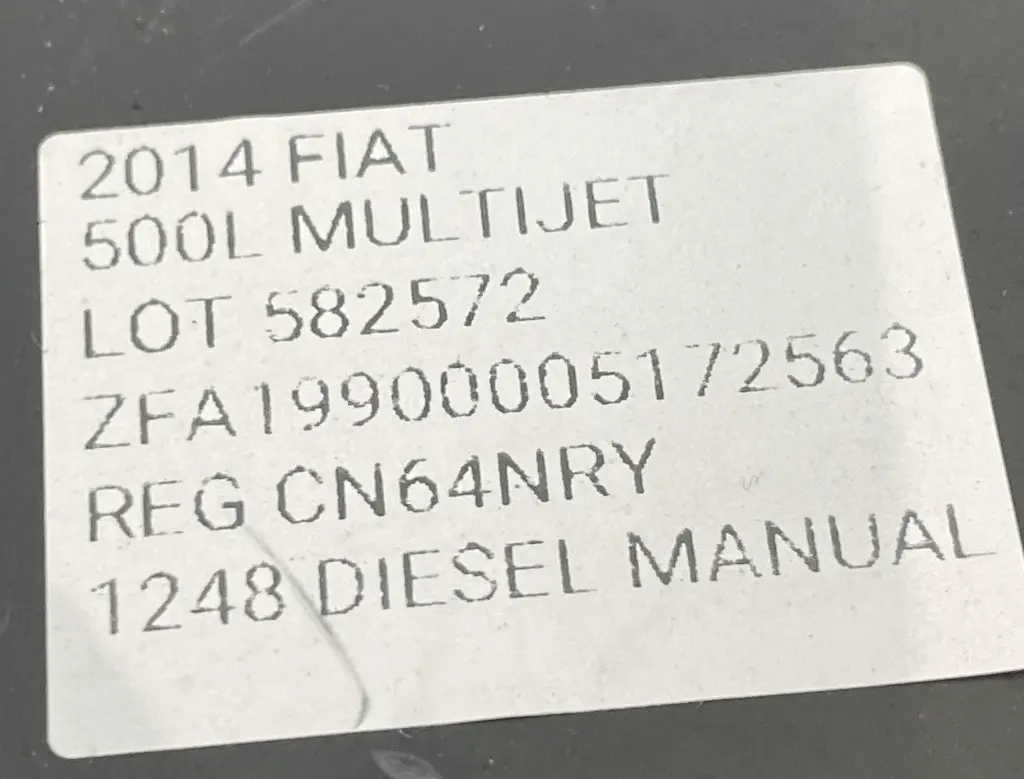 2014 FIAT
500L MULTIJET
LOT 582572
ZFA19900005172563
REG CN64NRY
1248 DIESEL MANUAL